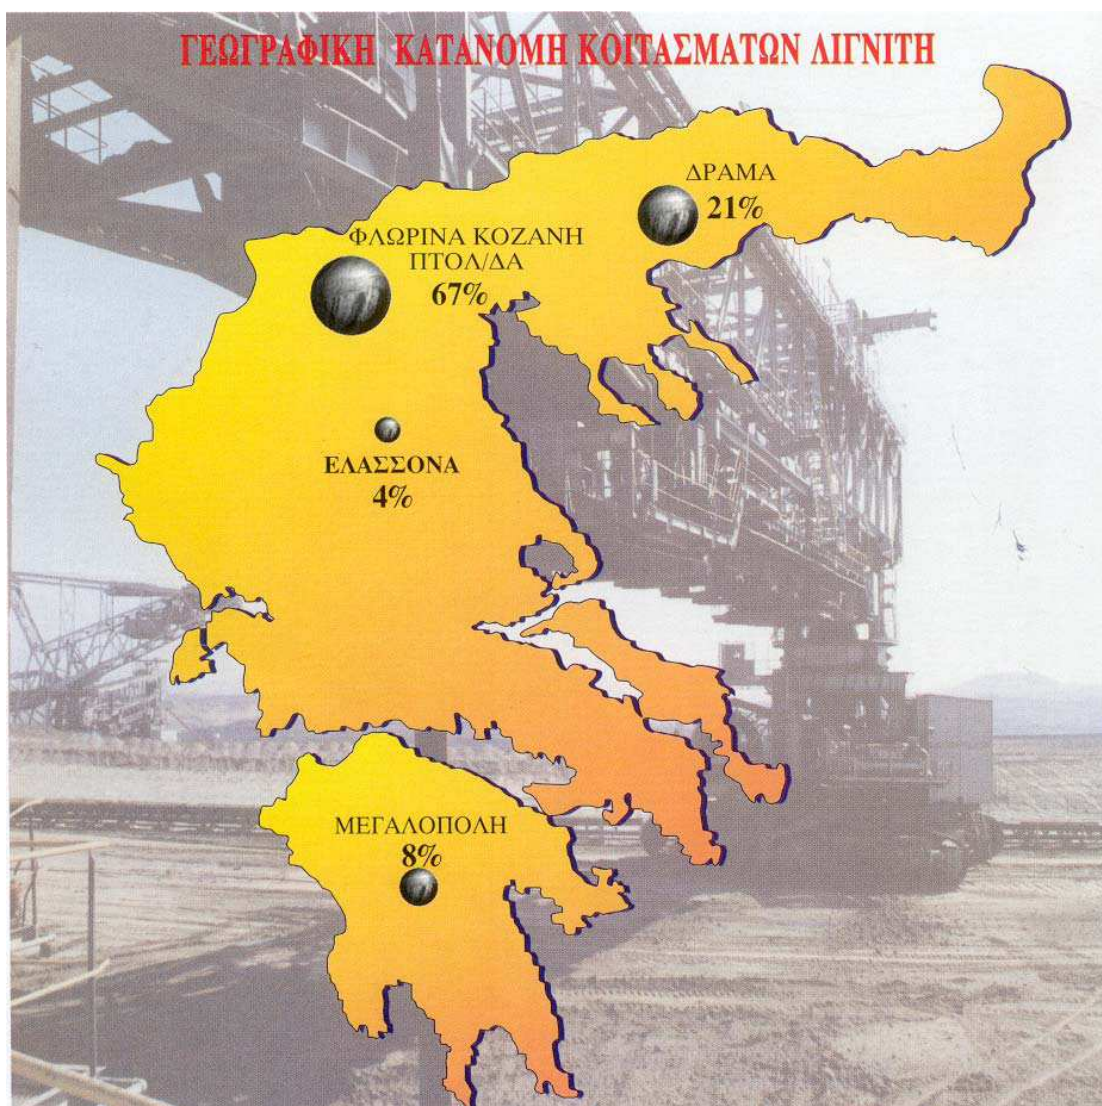 ΓΕΩΓΡΑΦΙΚΗ ΚΑΤΑΝΟΜΗ ΚΟΙΤΑΣΜΑΤΩΝ ΛΙΓΝΙΤΗ
ΔΡΑΜΑ
21%
ΦΛΩΡΙΝΑ ΚΟΖΑΝΗ
ΠΤΟΛ/ΔΑ
67%
ΕΛΑΣΣΟΝΑ
4%
ΜΕΓΑΛΟΠΟΛΗ
8%